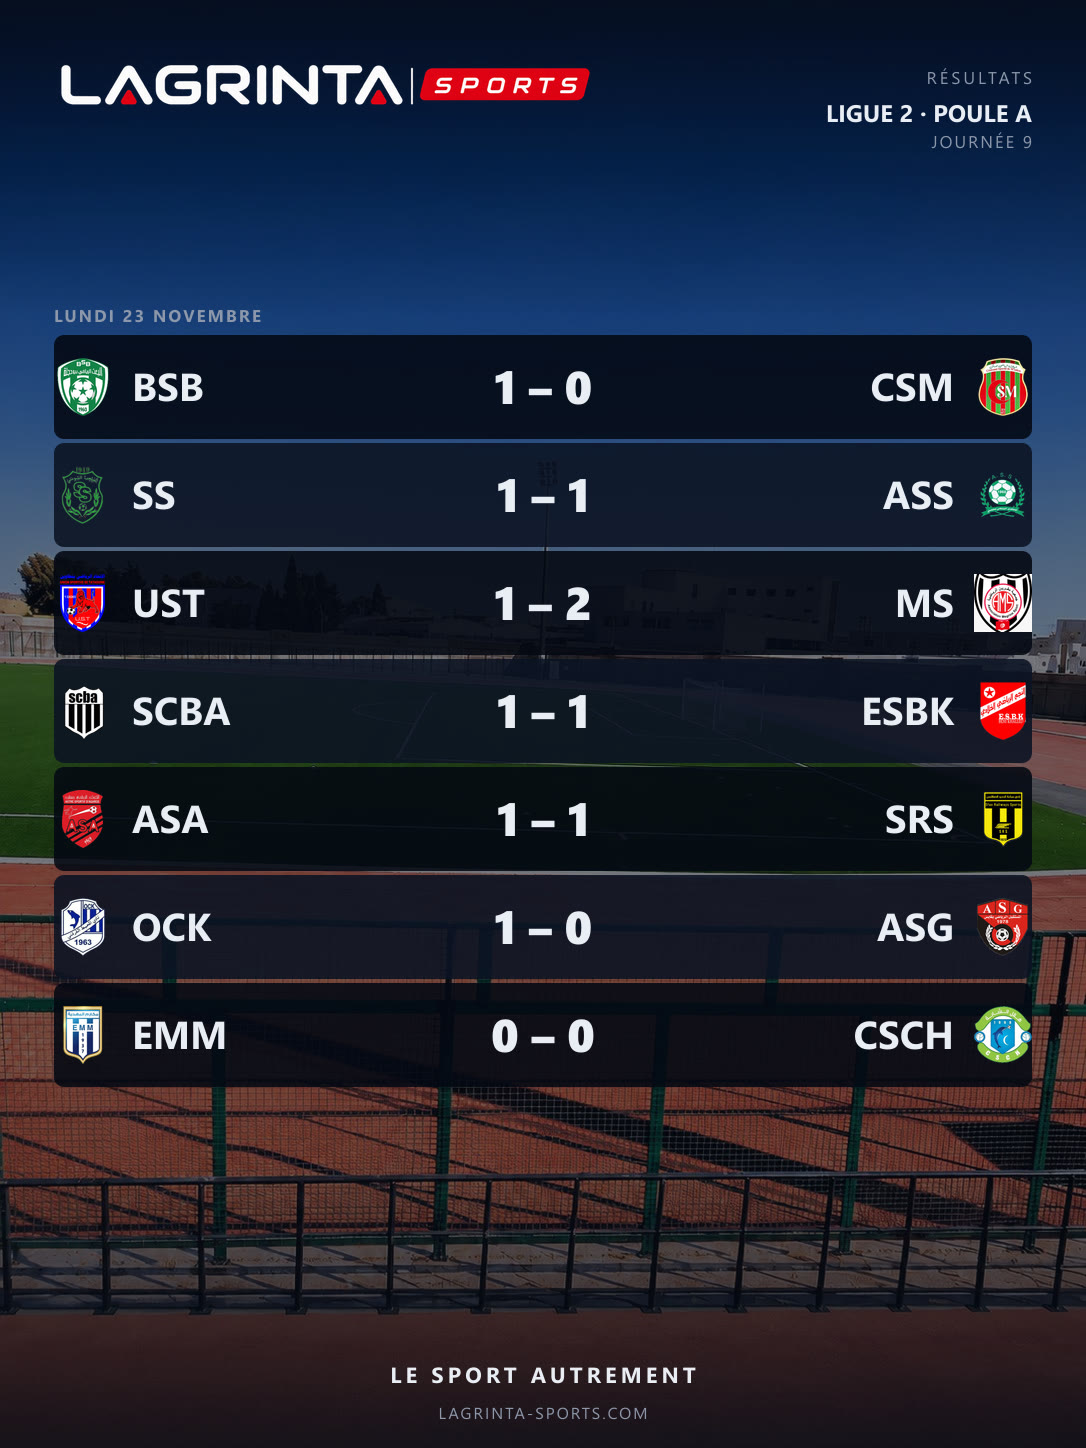 LAGRINTA SPORTS
RÉSULTATS
LIGUE 2 · POULE A
JOURNÉE 9
LUNDI 23 NOVEMBRE
BSB 1 – 0 CSM
SS 1 – 1 ASS
UST 1 – 2 MS
SCBA 1 – 1 ESBK
ASA 1 – 1 SRS
OCK 1 – 0 ASG
EMM 0 – 0 CSCH
LE SPORT AUTREMENT
LAGRINTA-SPORTS.COM